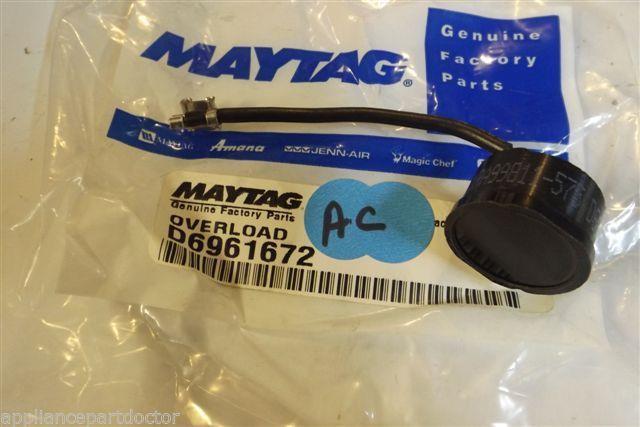 MAYTAG®
Genuine
Factory
Parts
MAYTAG Amana JENN-AIR Magic Chef
MAYTAG
Genuine Factory Parts
OVERLOAD
D6961672
AC
appliancepartdoctor